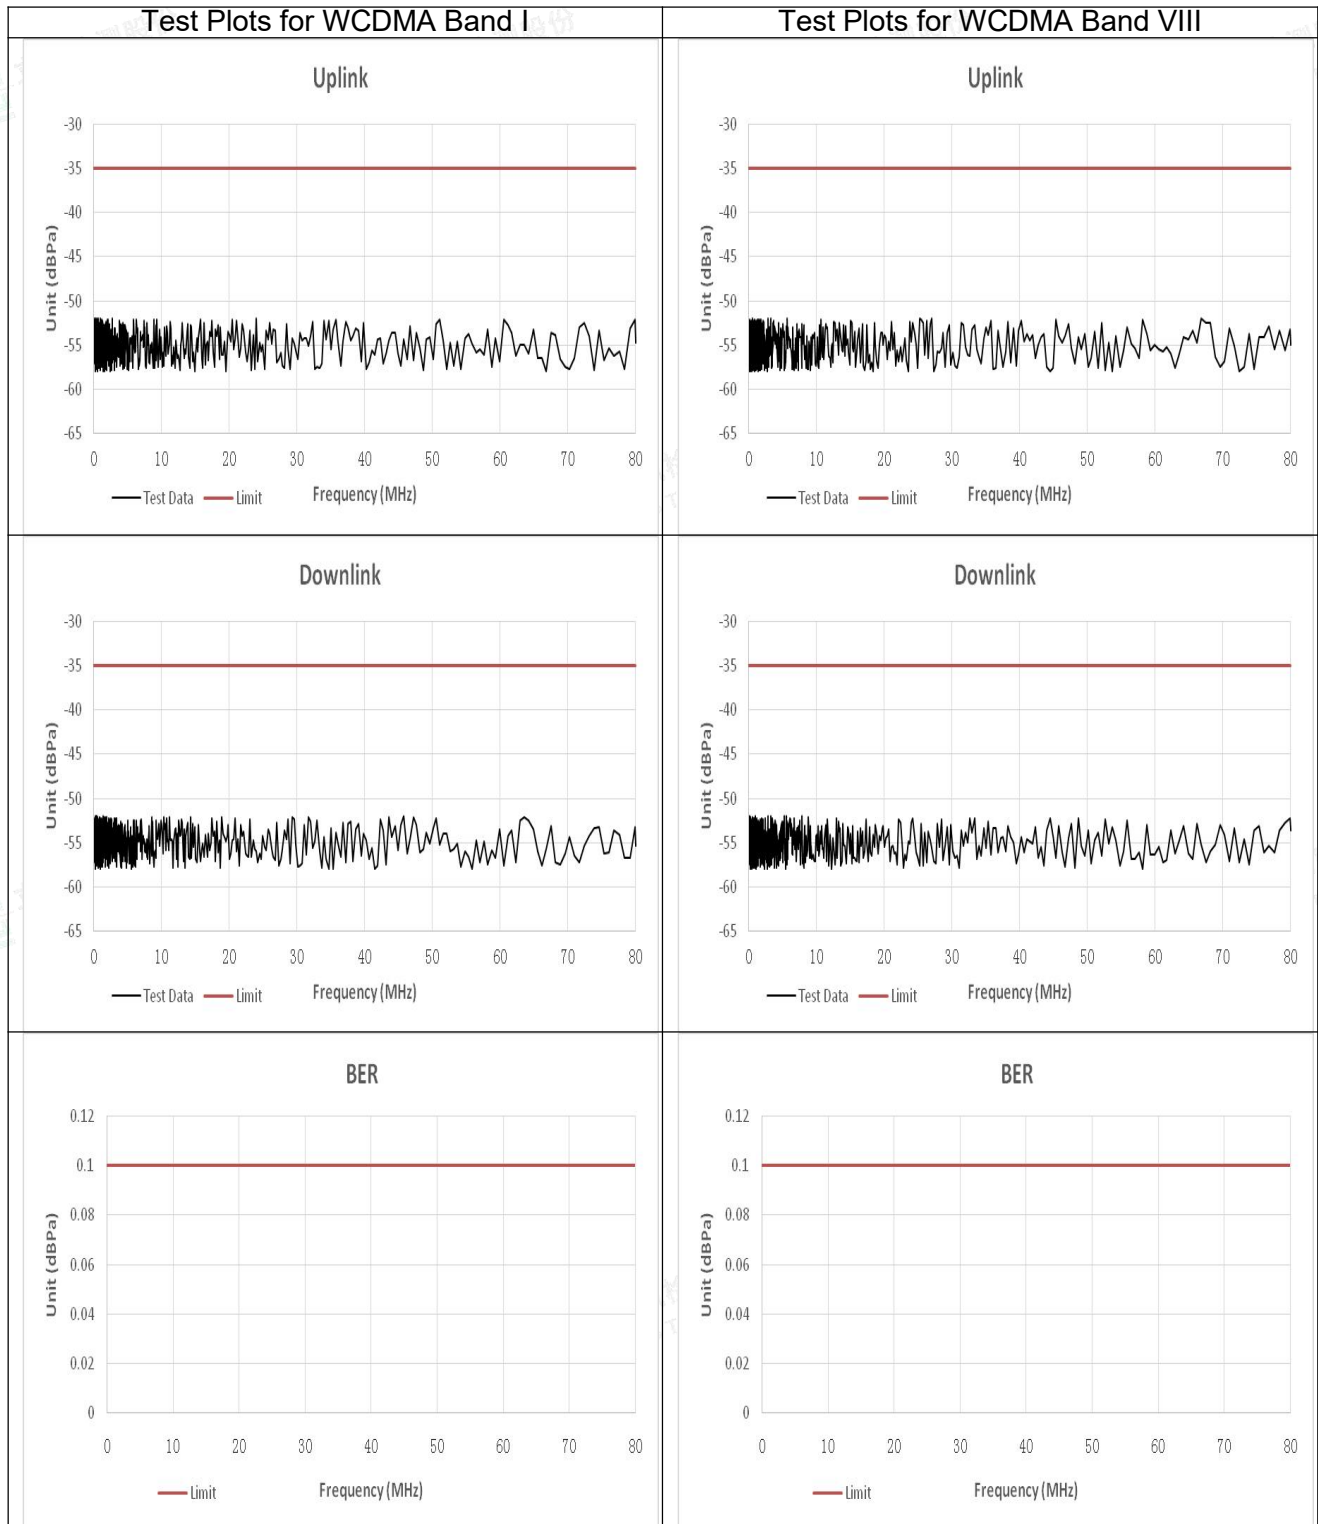 Test Plots for WCDMA Band I
Test Plots for WCDMA Band VIII
Uplink
-30
-35
-40
-45
-50
-55
-60
-65
Unit (dBPa)
0 10 20 30 40 50 60 70 80
Test Data Limit Frequency (MHz)
Uplink
-30
-35
-40
-45
-50
-55
-60
-65
Unit (dBPa)
0 10 20 30 40 50 60 70 80
Test Data Limit Frequency (MHz)
Downlink
-30
-35
-40
-45
-50
-55
-60
-65
Unit (dBPa)
0 10 20 30 40 50 60 70 80
Test Data Limit Frequency (MHz)
Downlink
-30
-35
-40
-45
-50
-55
-60
-65
Unit (dBPa)
0 10 20 30 40 50 60 70 80
Test Data Limit Frequency (MHz)
BER
0.12
0.1
0.08
0.06
0.04
0.02
0
Unit (dBPa)
0 10 20 30 40 50 60 70 80
Limit Frequency (MHz)
BER
0.12
0.1
0.08
0.06
0.04
0.02
0
Unit (dBPa)
0 10 20 30 40 50 60 70 80
Limit Frequency (MHz)